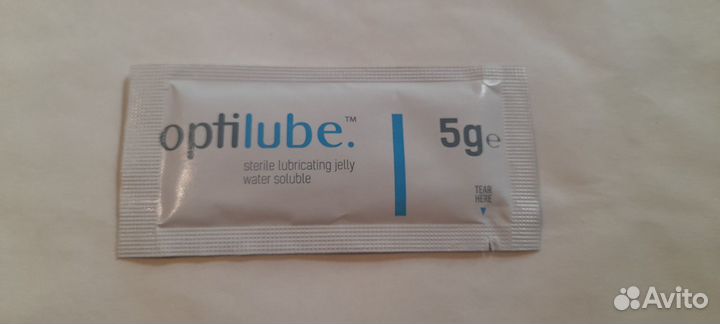 optilube.™
sterile lubricating jelly
water soluble
5g e
TEAR
HERE
Avito